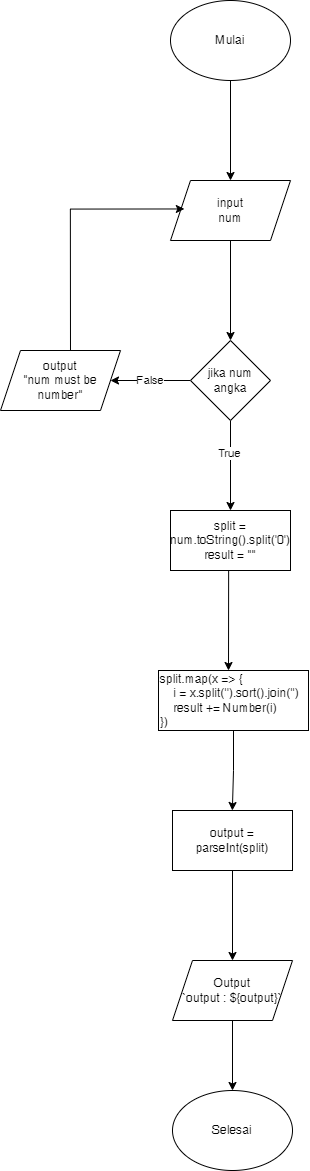 Mulai
input
num
jika num
angka
False
output
"num must be
number"
True
split =
num.toString().split('0')
result = ""
split.map(x => {
i = x.split('').sort().join('')
result += Number(i)
})
output =
parseInt(split)
Output
`output : ${output}`
Selesai